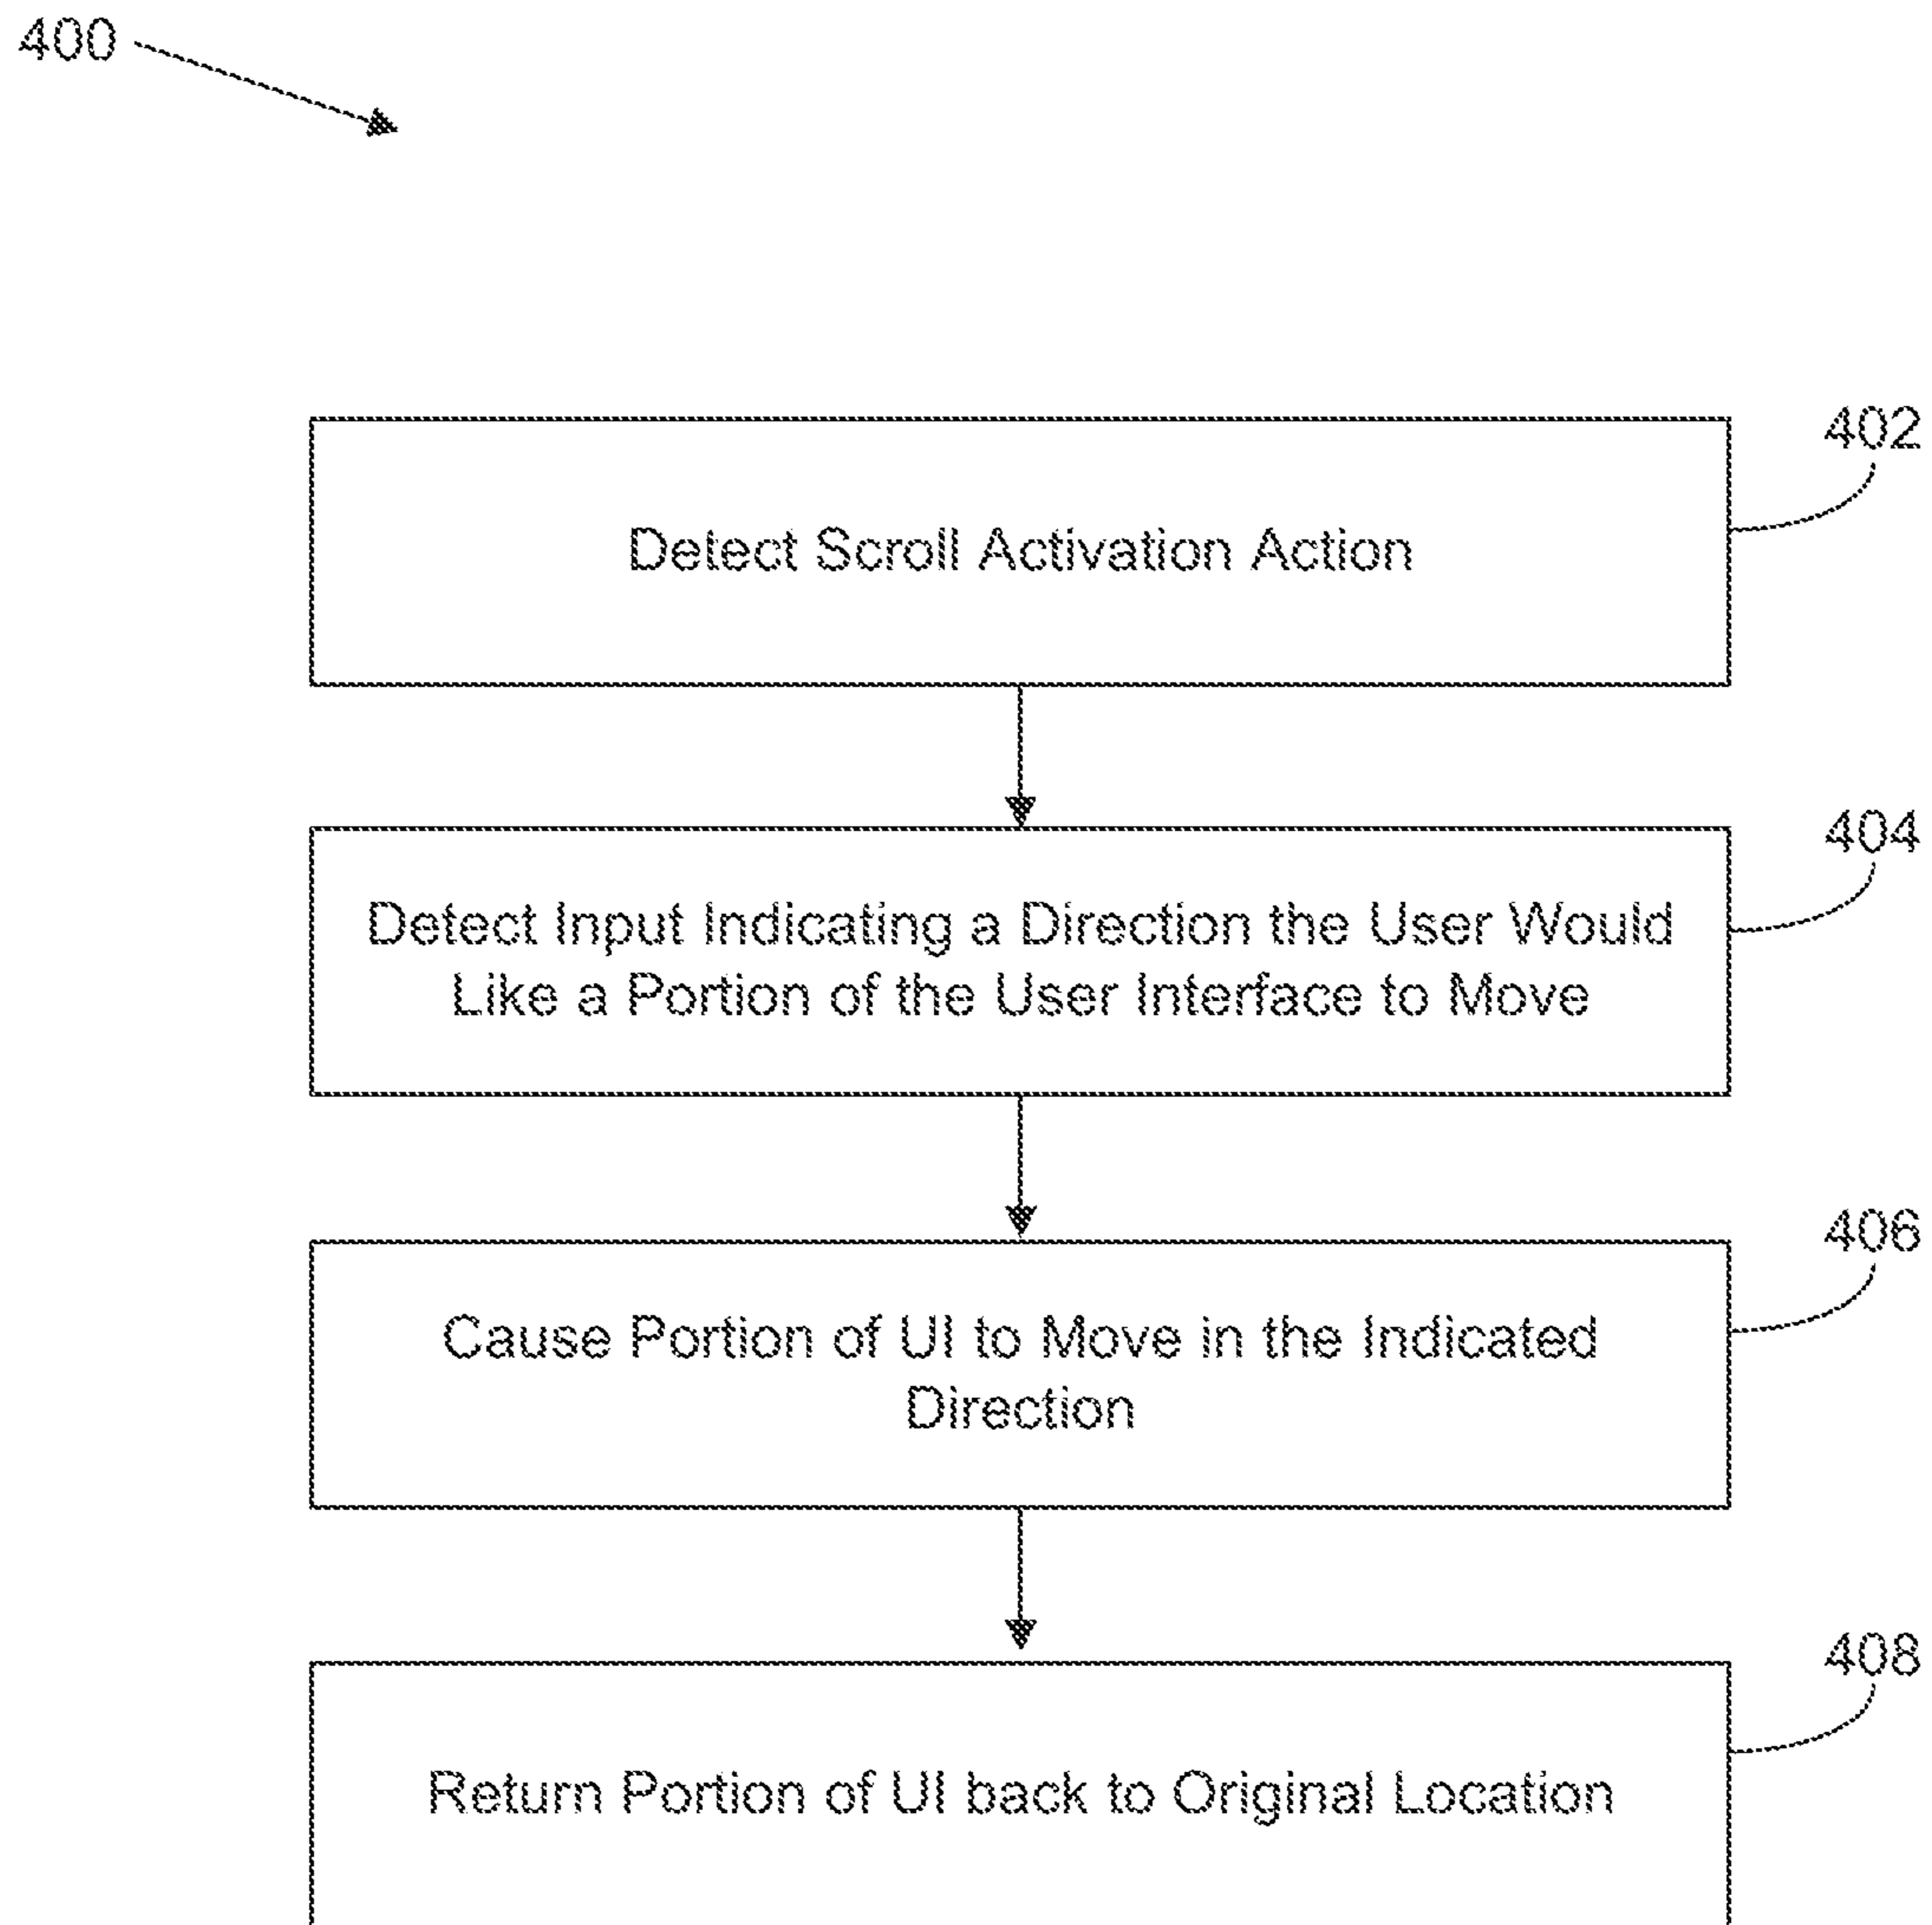 400
402
Detect Scroll Activation Action
404
Detect Input Indicating a Direction the User Would
Like a Portion of the User Interface to Move
406
Cause Portion of UI to Move in the Indicated
Direction
408
Return Portion of UI back to Original Location